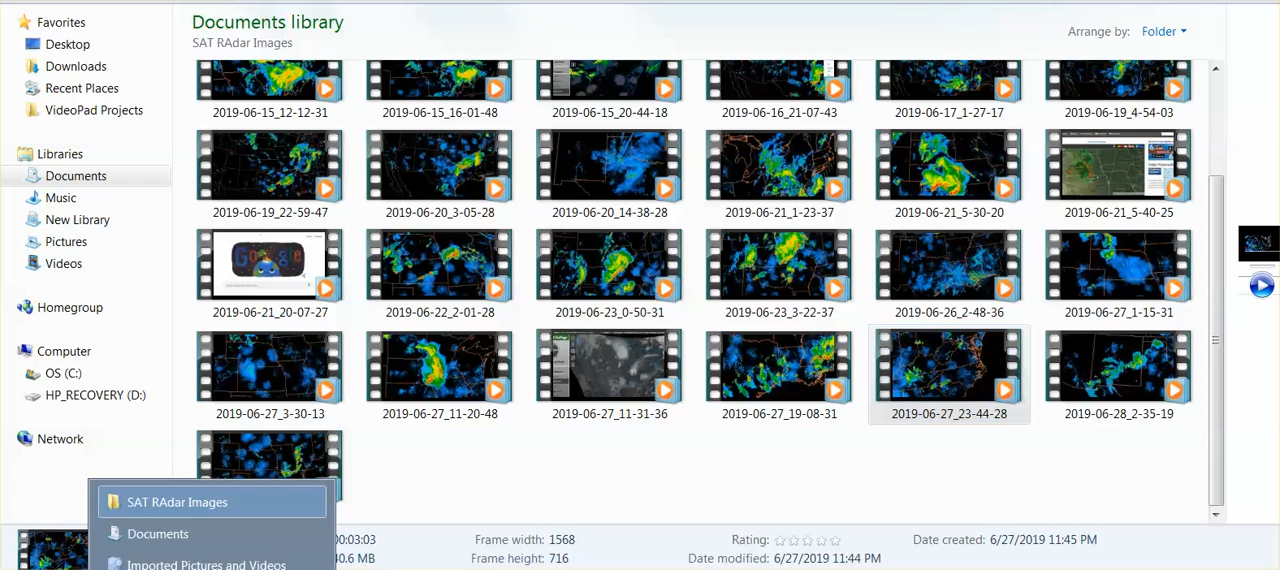 Favorites
Desktop
Downloads
Recent Places
VideoPad Projects
Libraries
Documents
Music
New Library
Pictures
Videos
Homegroup
Computer
OS (C:)
HP_RECOVERY (D:)
Network
Documents library
SAT RAdar Images
Arrange by: Folder
2019-06-15_12-12-31
2019-06-15_16-01-48
2019-06-15_20-44-18
2019-06-16_21-07-43
2019-06-17_1-27-17
2019-06-19_4-54-03
2019-06-19_22-59-47
2019-06-20_3-05-28
2019-06-20_14-38-28
2019-06-21_1-23-37
2019-06-21_5-30-20
2019-06-21_5-40-25
Google
2019-06-21_20-07-27
2019-06-22_2-01-28
2019-06-23_0-50-31
2019-06-23_3-22-37
2019-06-26_2-48-36
2019-06-27_1-15-31
2019-06-27_3-30-13
2019-06-27_11-20-48
2019-06-27_11-31-36
2019-06-27_19-08-31
2019-06-27_23-44-28
2019-06-28_2-35-19
SAT RAdar Images
Documents
Imported Pictures and Videos
00:03:03
40.6 MB
Frame width: 1568
Frame height: 716
Rating:
Date modified: 6/27/2019 11:44 PM
Date created: 6/27/2019 11:45 PM